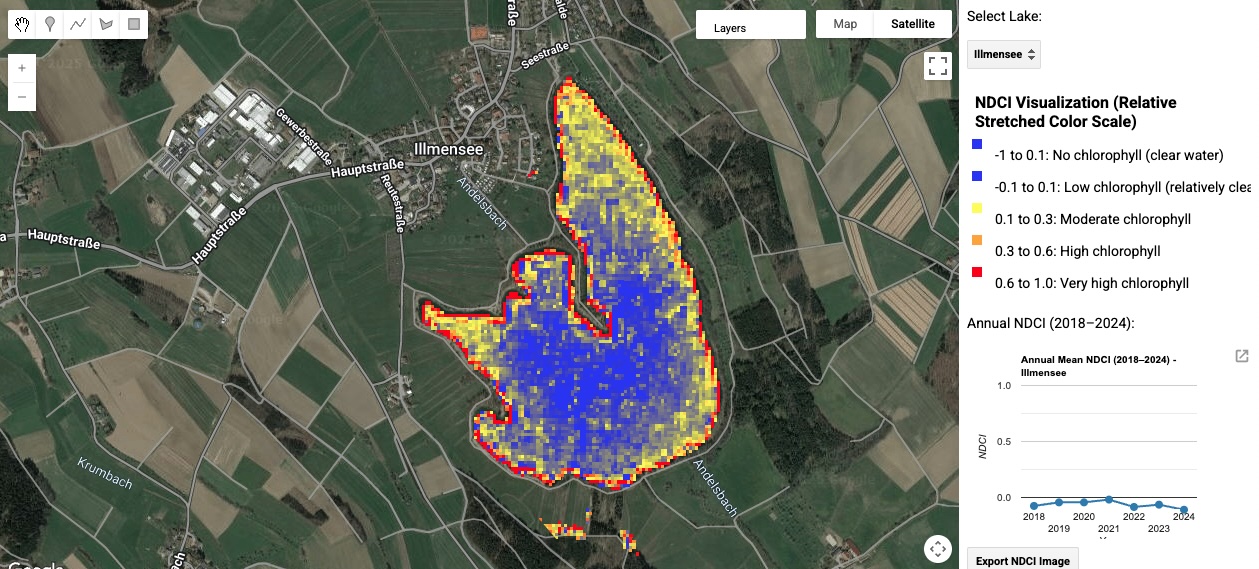 Layers
Map
Satellite
Seestraße
Gewerbestraße
Illmensee
Hauptstraße
Reutestraße
Andelsbach
Hauptstraße
Hauptstraße
Krumbach
Andelsbach
Google
Select Lake:
Illmensee
NDCI Visualization (Relative
Stretched Color Scale)
-1 to 0.1: No chlorophyll (clear water)
-0.1 to 0.1: Low chlorophyll (relatively clea
0.1 to 0.3: Moderate chlorophyll
0.3 to 0.6: High chlorophyll
0.6 to 1.0: Very high chlorophyll
Annual NDCI (2018–2024):
Annual Mean NDCI (2018–2024) -
Illmensee
1.0
0.5
0.0
NDCI
2018 2020 2022 2024
2019 2021 2023
Export NDCI Image